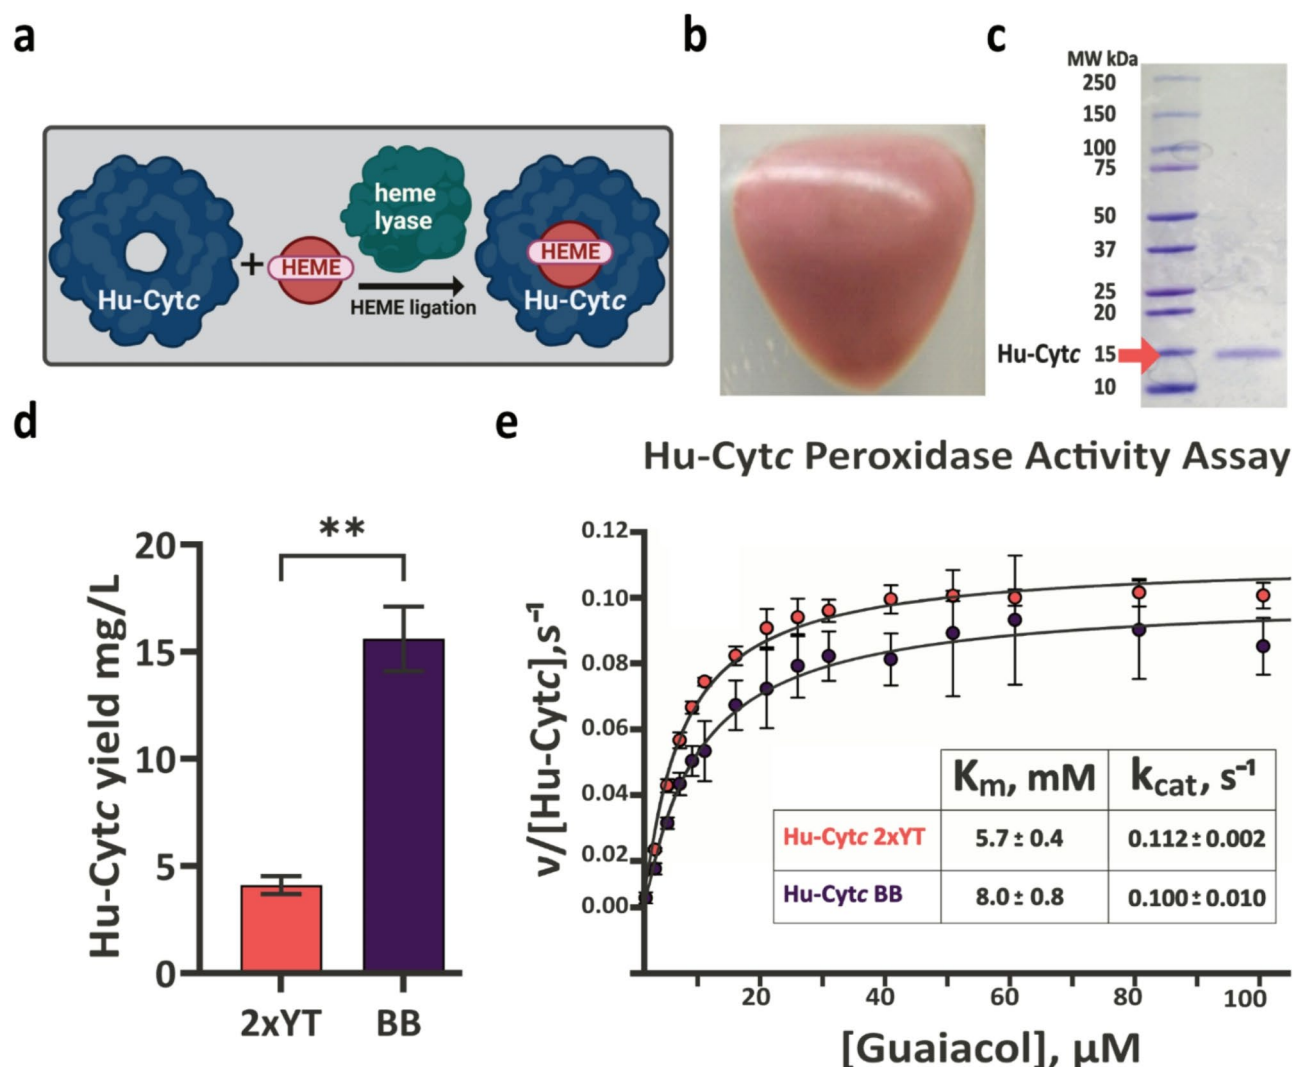 a
Hu-Cytc
+
HEME
heme
lyase
HEME ligation
HEME
Hu-Cytc
b
c
MW kDa
250
150
100
75
50
37
25
20
Hu-Cytc 15
10
d
Hu-Cytc yield mg/L
20
15
10
5
0
**
2xYT BB
e
Hu-Cytc Peroxidase Activity Assay
v/[Hu-Cytc],s⁻¹
0.12
0.10
0.08
0.06
0.04
0.02
0.00
Km, mM kcat, s⁻¹
Hu-Cytc 2xYT 5.7 ± 0.4 0.112 ± 0.002
Hu-Cytc BB 8.0 ± 0.8 0.100 ± 0.010
20 40 60 80 100
[Guaiacol], μM